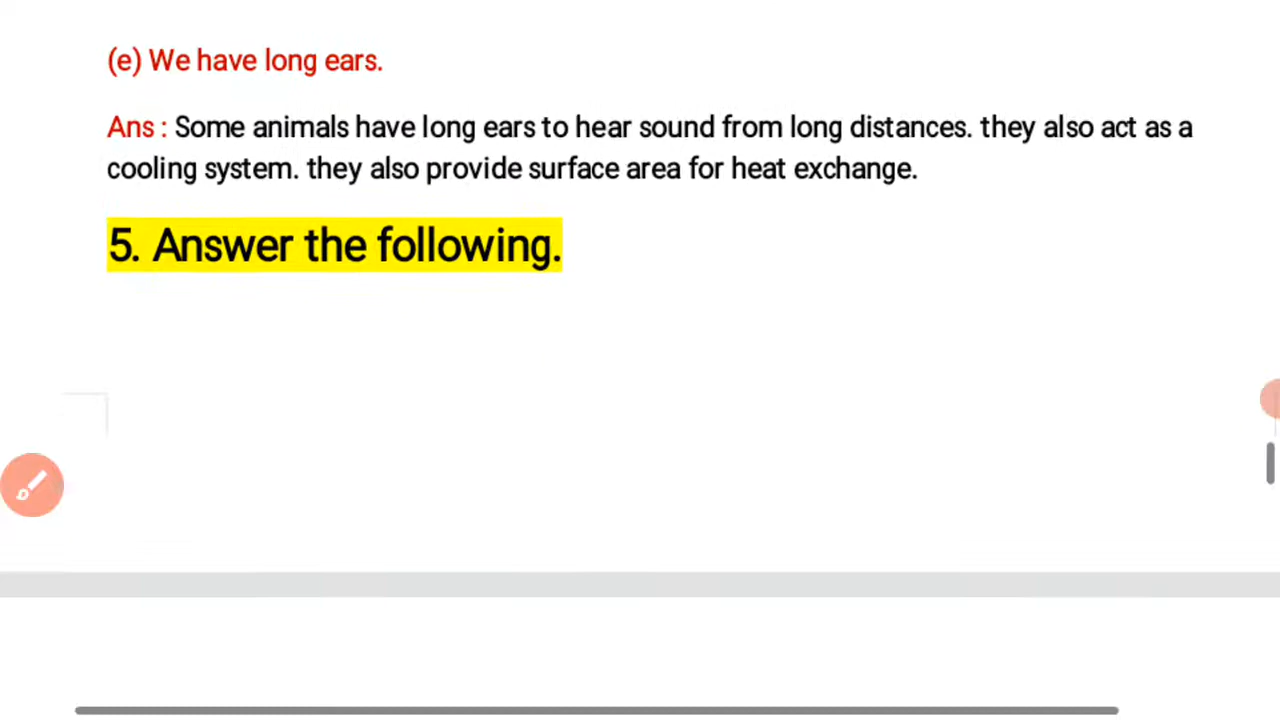 (e) We have long ears.
Ans : Some animals have long ears to hear sound from long distances. they also act as a
cooling system. they also provide surface area for heat exchange.
5. Answer the following.